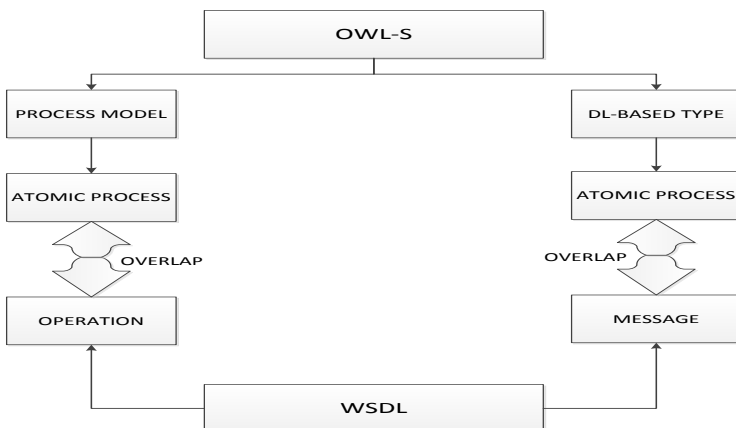 OWL-S
PROCESS MODEL
DL-BASED TYPE
ATOMIC PROCESS
ATOMIC PROCESS
OVERLAP
OVERLAP
OPERATION
MESSAGE
WSDL